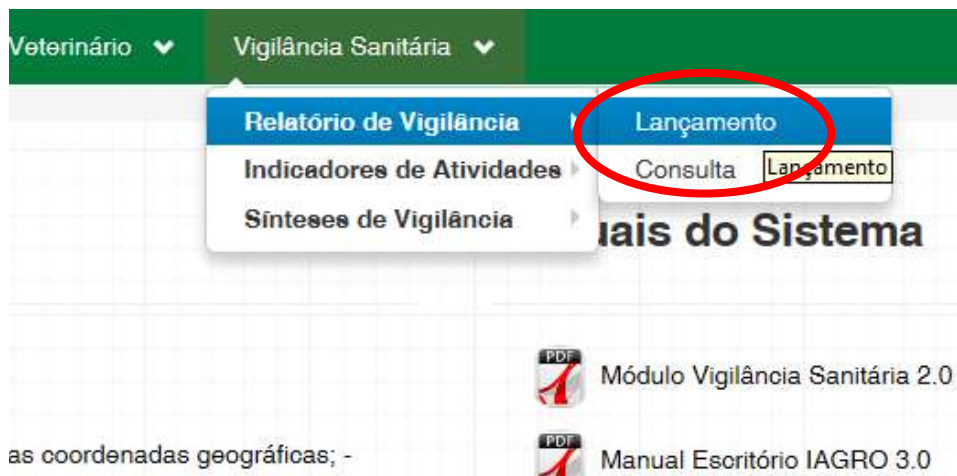 Veterinário
Vigilância Sanitária
Relatório de Vigilância
Lançamento
Indicadores de Atividades
Consulta
Lançamento
Sínteses de Vigilância
uais do Sistema
PDF
Módulo Vigilância Sanitária 2.0
as coordenadas geográficas; -
PDF
Manual Escritório IAGRO 3.0